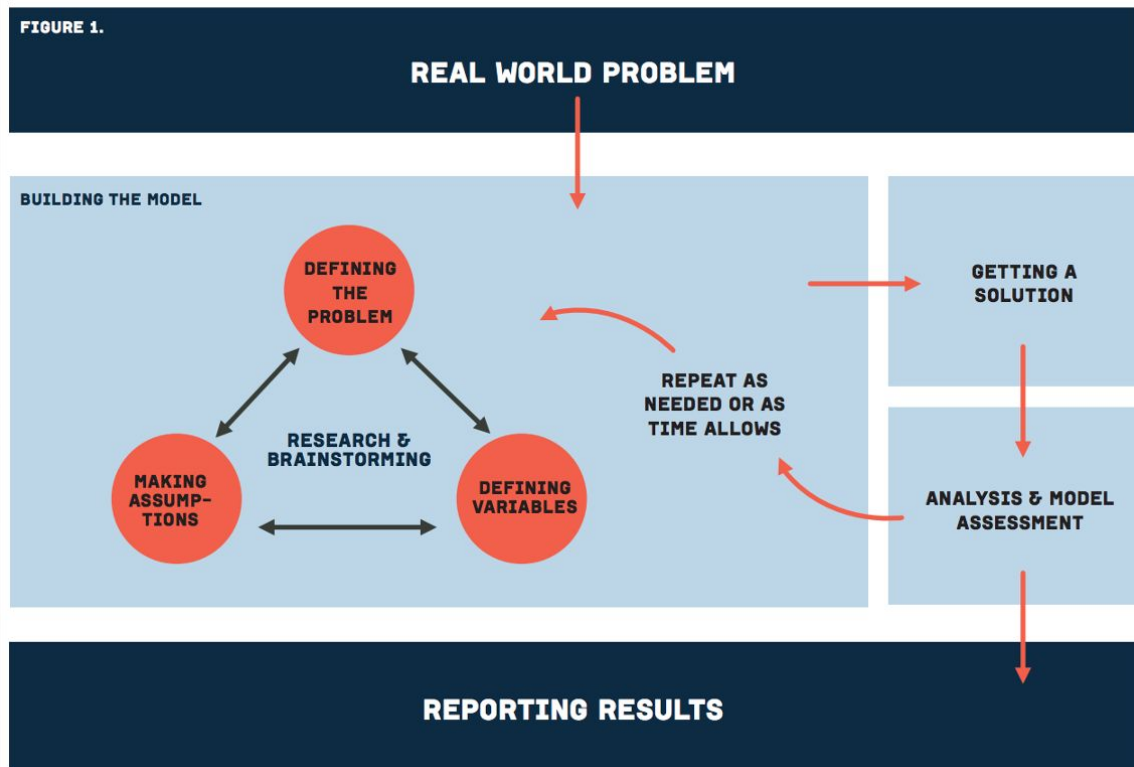 FIGURE 1.
REAL WORLD PROBLEM
BUILDING THE MODEL
DEFINING
THE
PROBLEM
RESEARCH &
BRAINSTORMING
MAKING
ASSUMP-
TIONS
DEFINING
VARIABLES
REPEAT AS
NEEDED OR AS
TIME ALLOWS
GETTING A
SOLUTION
ANALYSIS & MODEL
ASSESSMENT
REPORTING RESULTS